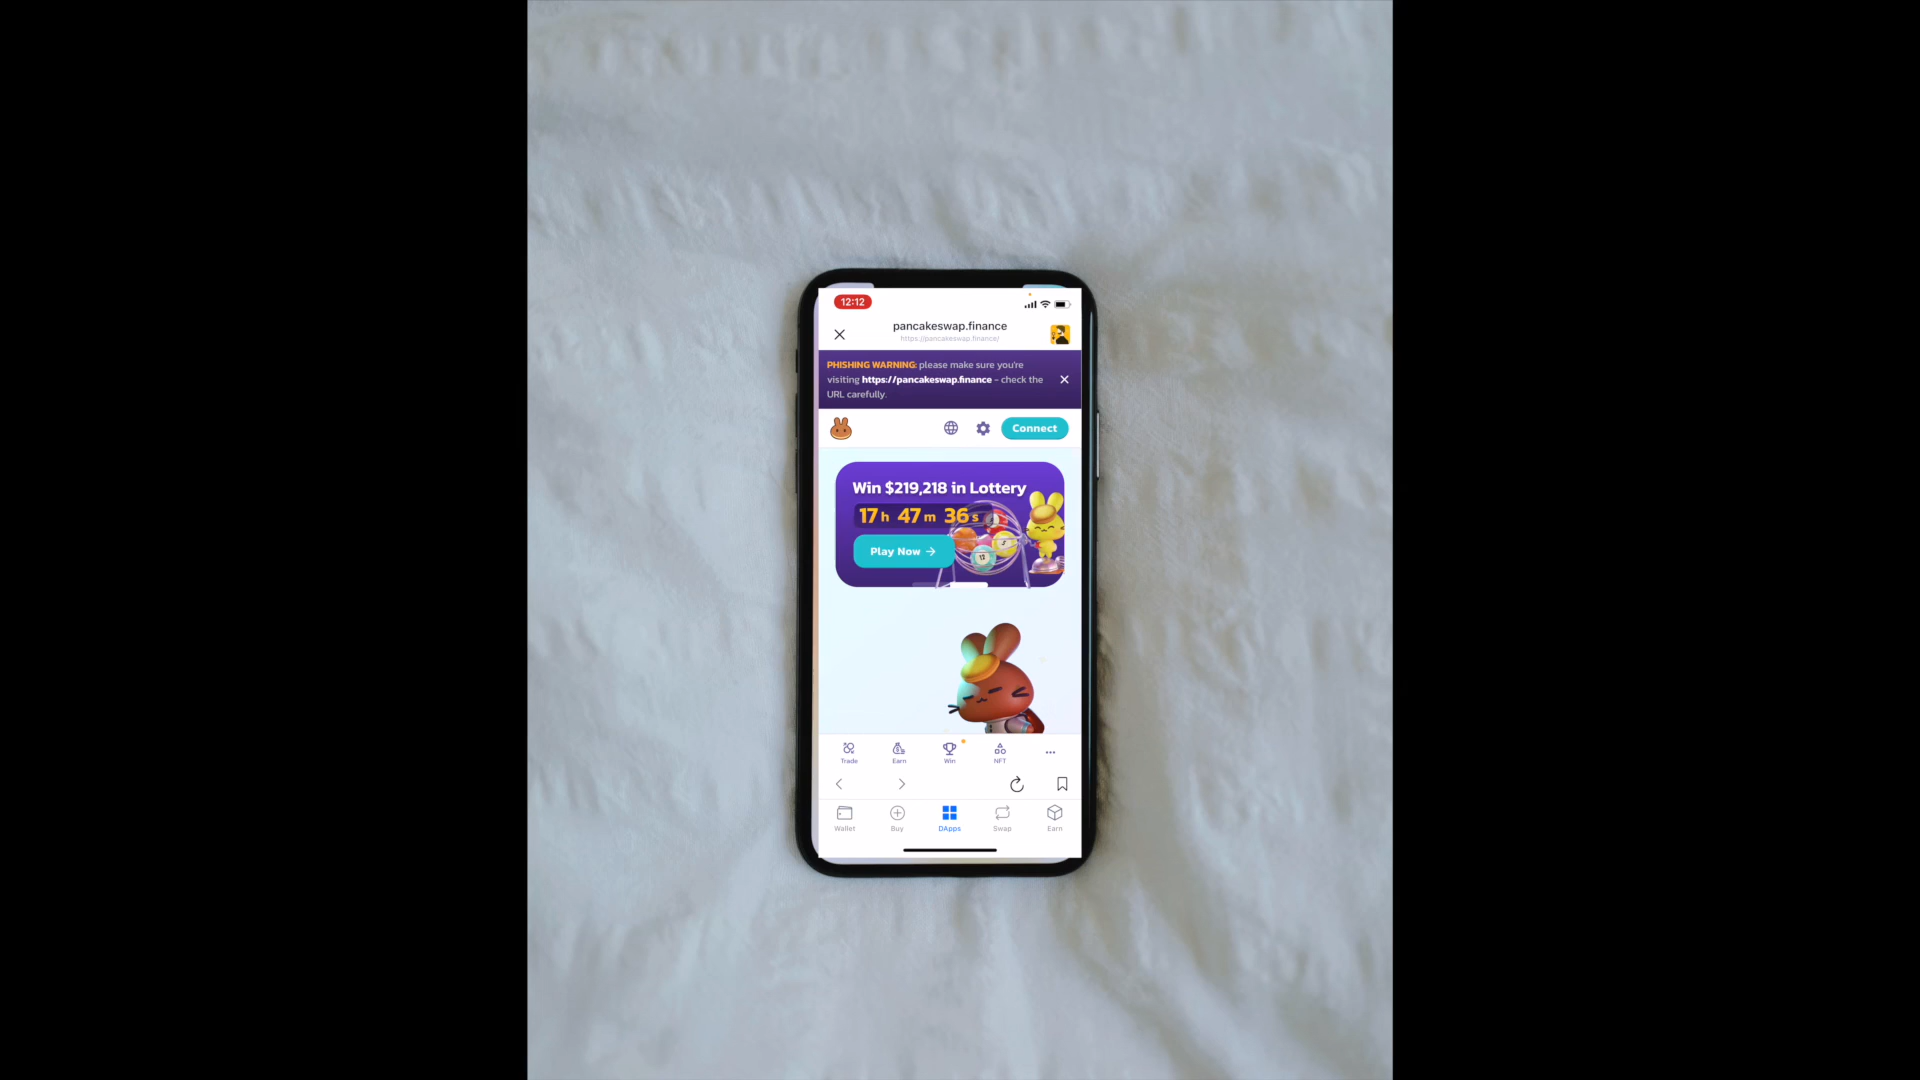 12:12
pancakeswap.finance
https://pancakeswap.finance/
PHISHING WARNING: please make sure you're
visiting https://pancakeswap.finance - check the
URL carefully.
Connect
Win $219,218 in Lottery
17h 47m 36s
Play Now →
12
Trade Earn Win NFT
Wallet Buy DApps Swap Earn